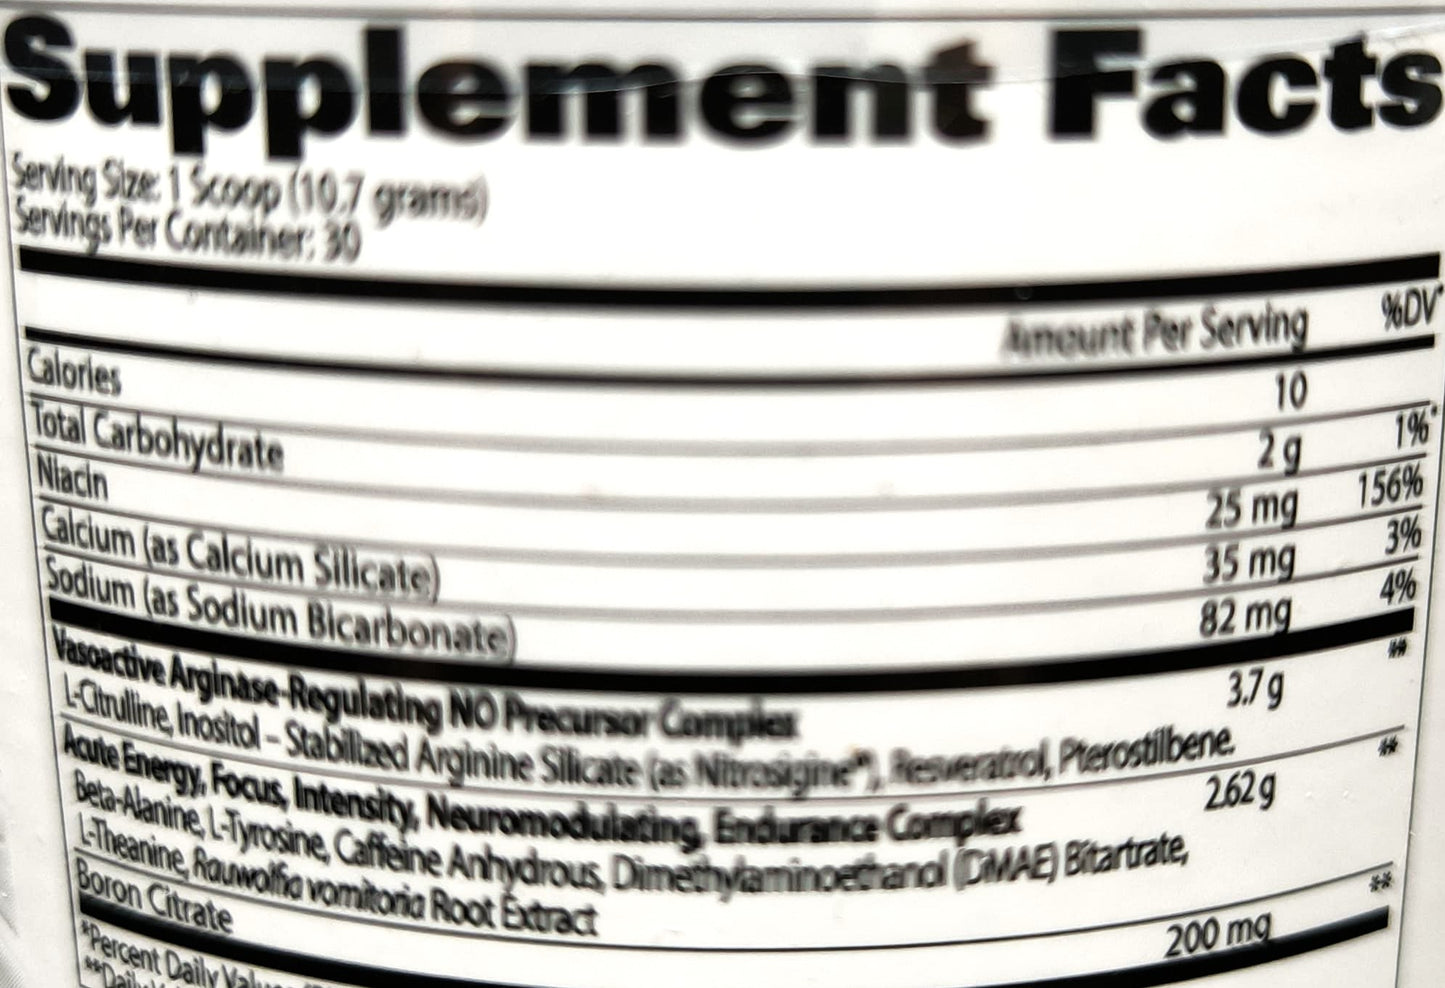 Supplement Facts
Serving Size: 1 Scoop (10.7 grams)
Servings Per Container: 30
Amount Per Serving %DV*
Calories 10
Total Carbohydrate 2 g 1%*
Niacin 25 mg 156%
Calcium (as Calcium Silicate) 35 mg 3%
Sodium (as Sodium Bicarbonate) 82 mg 4%
Vasoactive Arginase-Regulating NO Precursor Complex 3.7 g **
L-Citrulline, Inositol – Stabilized Arginine Silicate (as Nitrosigine®), Resveratrol, Pterostilbene.
Acute Energy, Focus, Intensity, Neuromodulating, Endurance Complex 2.62 g **
Beta-Alanine, L-Tyrosine, Caffeine Anhydrous, Dimethylaminoethanol (DMAE) Bitartrate,
L-Theanine, Rauwolfia vomitoria Root Extract
Boron Citrate 200 mg **
*Percent Daily
**Daily